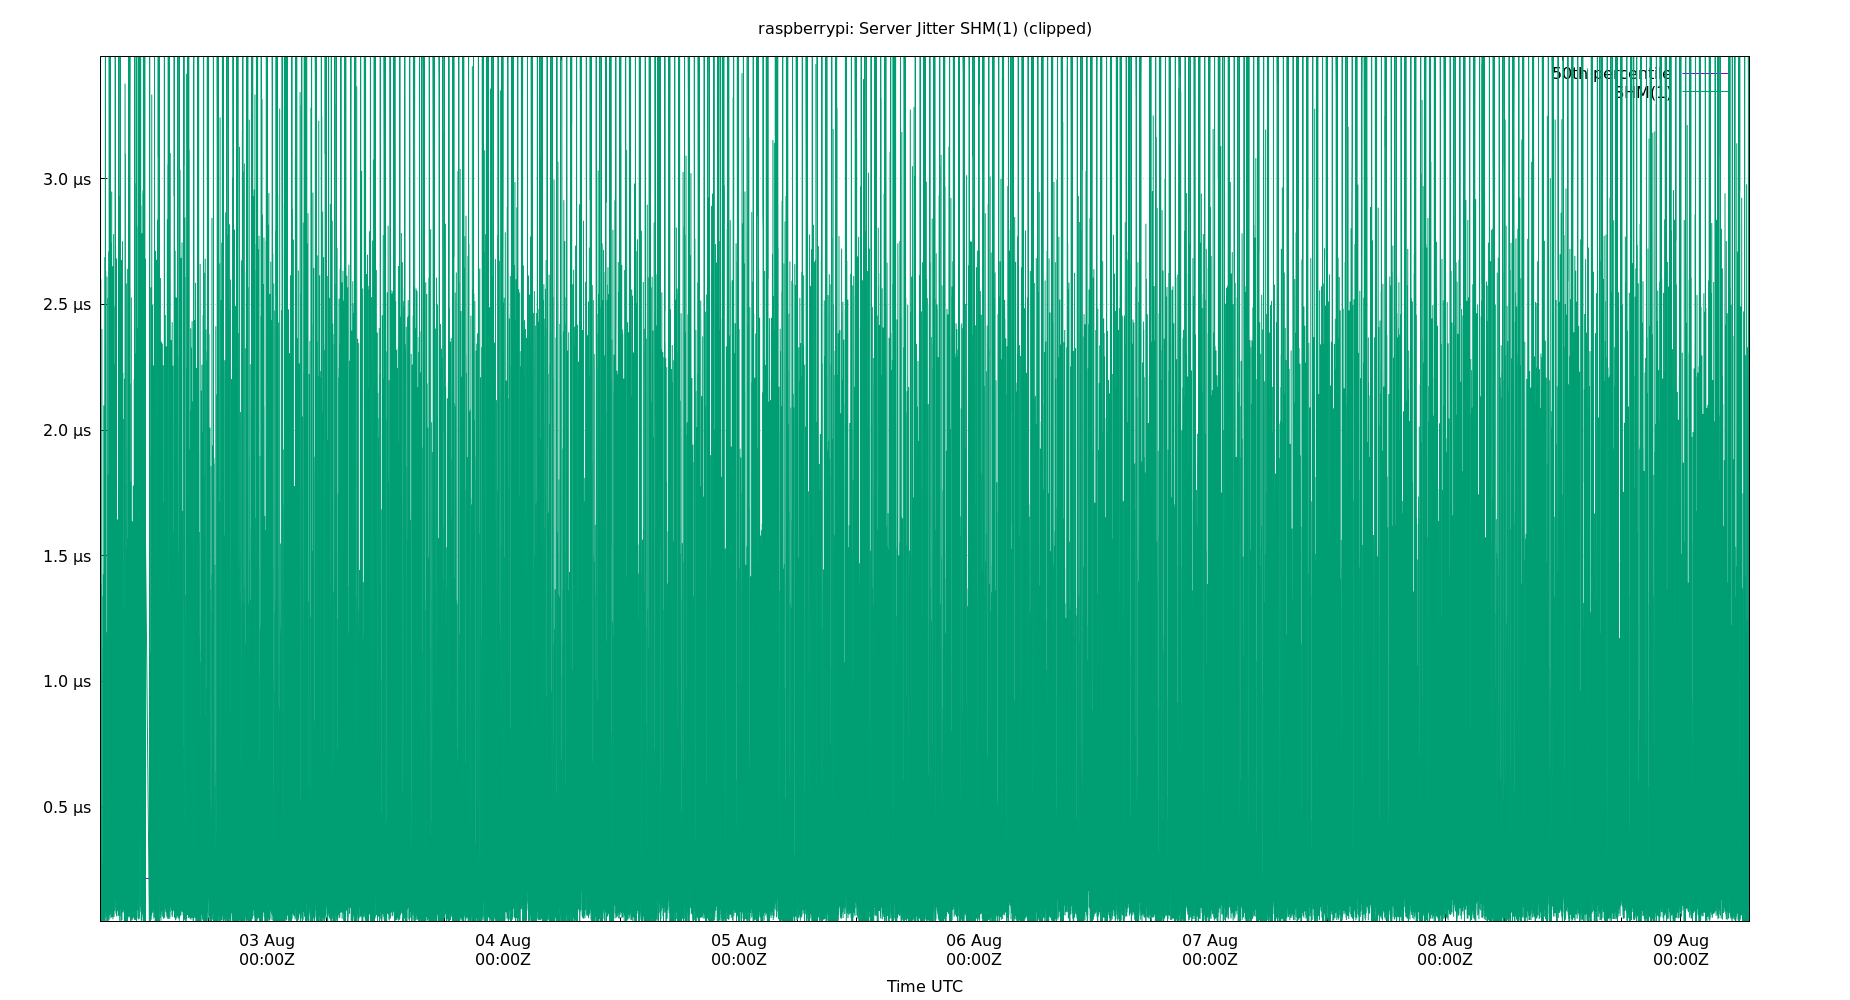 raspberrypi: Server Jitter SHM(1) (clipped)
50th percentile
SHM(1)
3.0 µs
2.5 µs
2.0 µs
1.5 µs
1.0 µs
0.5 µs
03 Aug 04 Aug 05 Aug 06 Aug 07 Aug 08 Aug 09 Aug
00:00Z 00:00Z 00:00Z 00:00Z 00:00Z 00:00Z 00:00Z
Time UTC